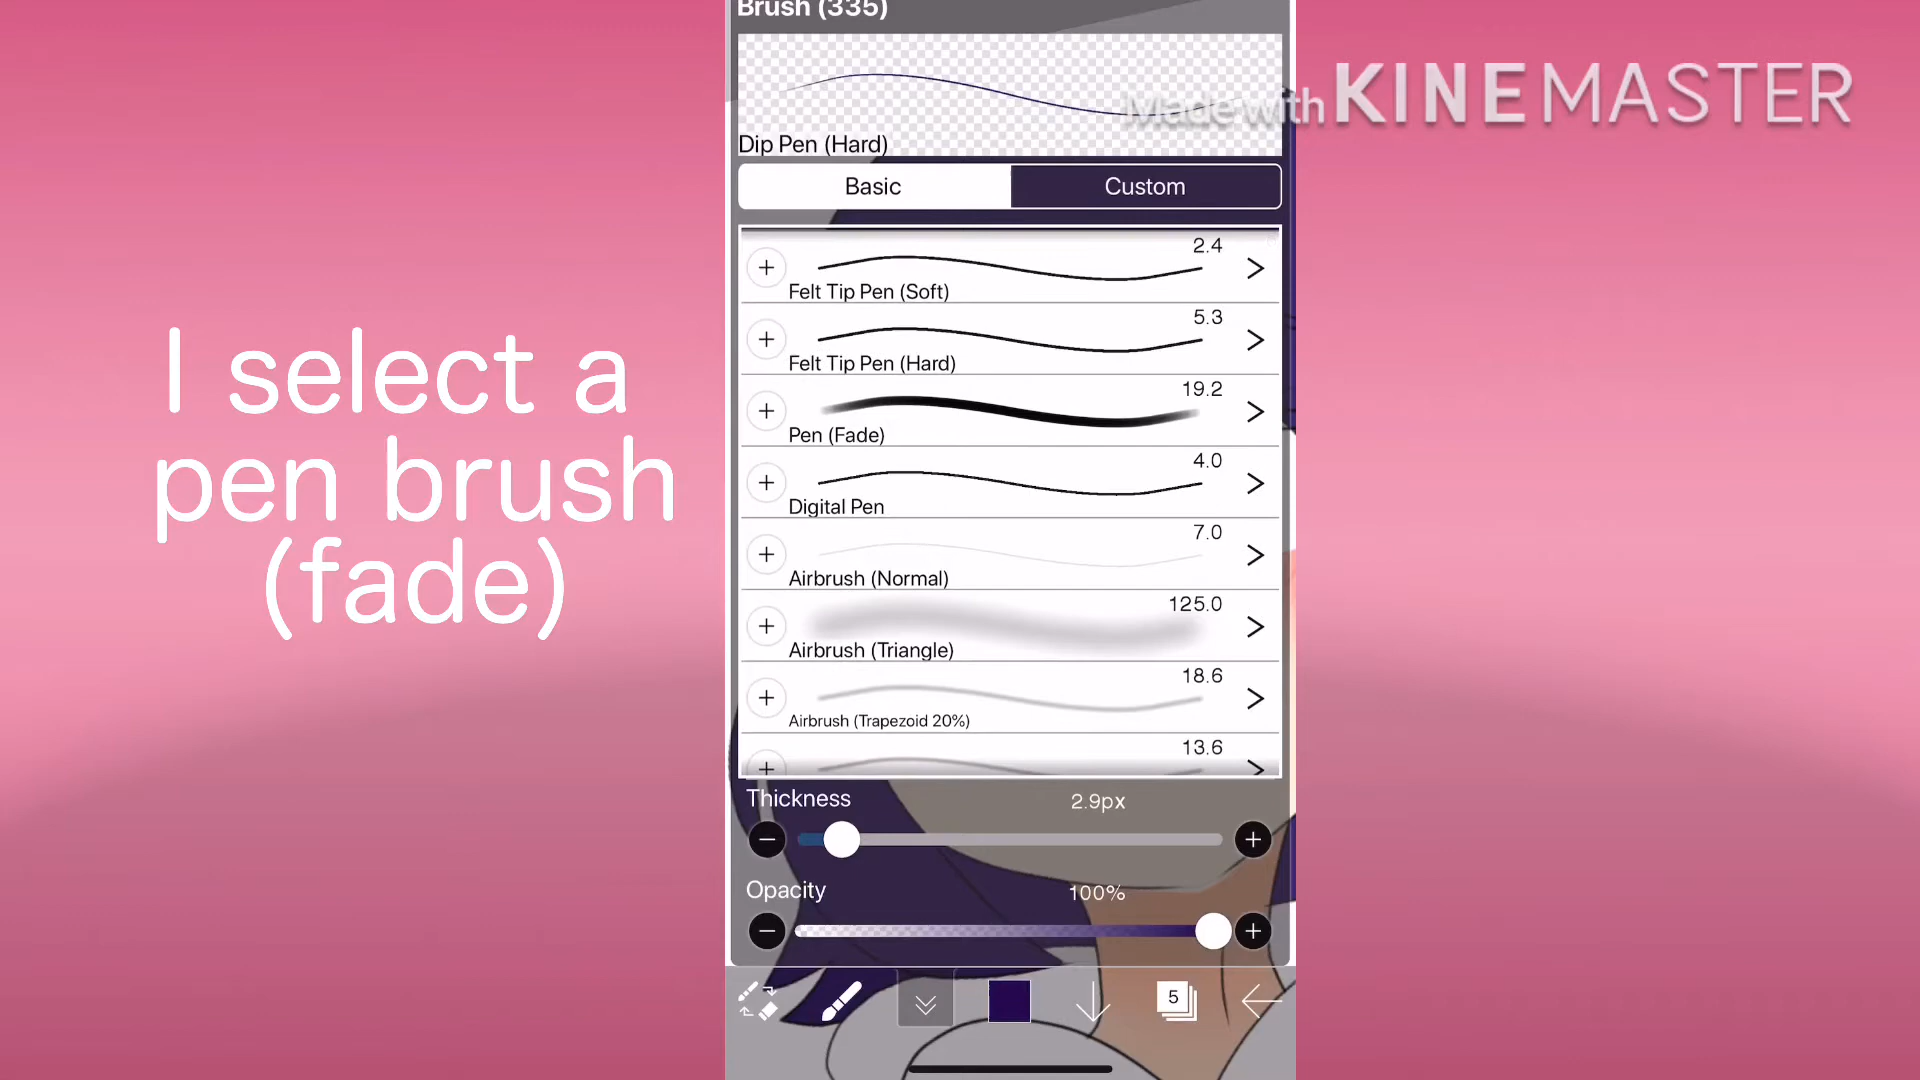 Brush (335)
Made with KINEMASTER
Dip Pen (Hard)
Basic
Custom
2.4
Felt Tip Pen (Soft)
5.3
Felt Tip Pen (Hard)
19.2
Pen (Fade)
4.0
Digital Pen
7.0
Airbrush (Normal)
125.0
Airbrush (Triangle)
18.6
Airbrush (Trapezoid 20%)
13.6
Thickness
2.9px
Opacity
100%
5
I select a
pen brush
(fade)